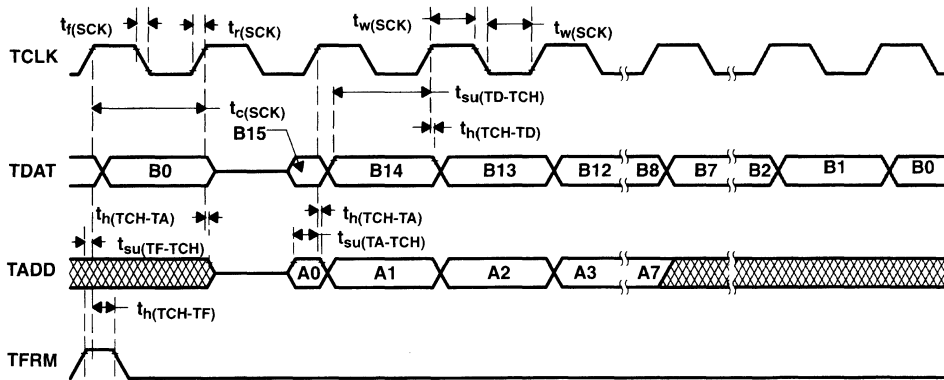 tf(SCK)
tr(SCK)
tw(SCK)
tw(SCK)
TCLK
tc(SCK)
tsu(TD-TCH)
B15
th(TCH-TD)
TDAT B0 B14 B13 B12 B8 B7 B2 B1 B0
th(TCH-TA)
th(TCH-TA)
tsu(TF-TCH)
tsu(TA-TCH)
TADD A0 A1 A2 A3 A7
th(TCH-TF)
TFRM